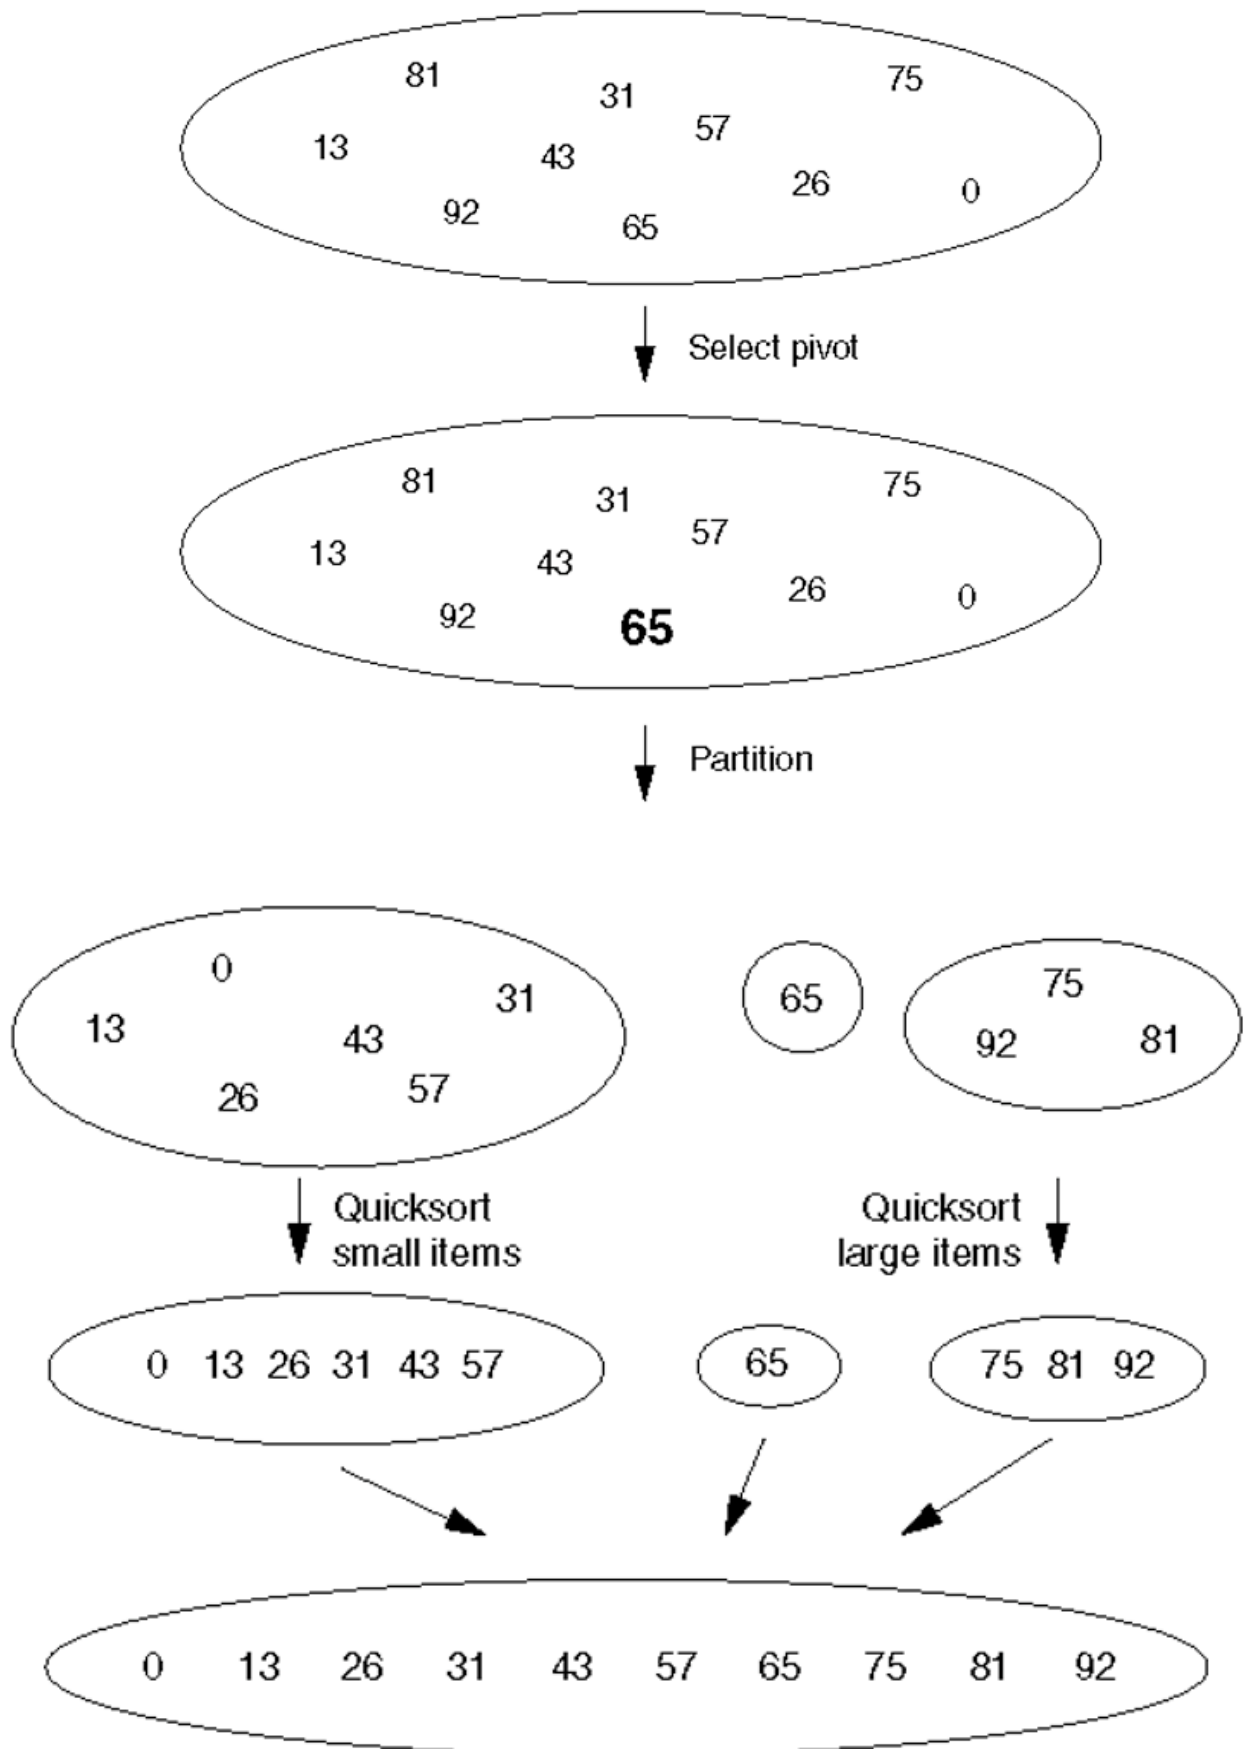 81 31 75
13 43 57
92 65 26 0
Select pivot
81 31 75
13 43 57
92 65 26 0
Partition
0 31
13 43
26 57
65
75
92 81
Quicksort
small items
Quicksort
large items
0 13 26 31 43 57
65
75 81 92
0 13 26 31 43 57 65 75 81 92